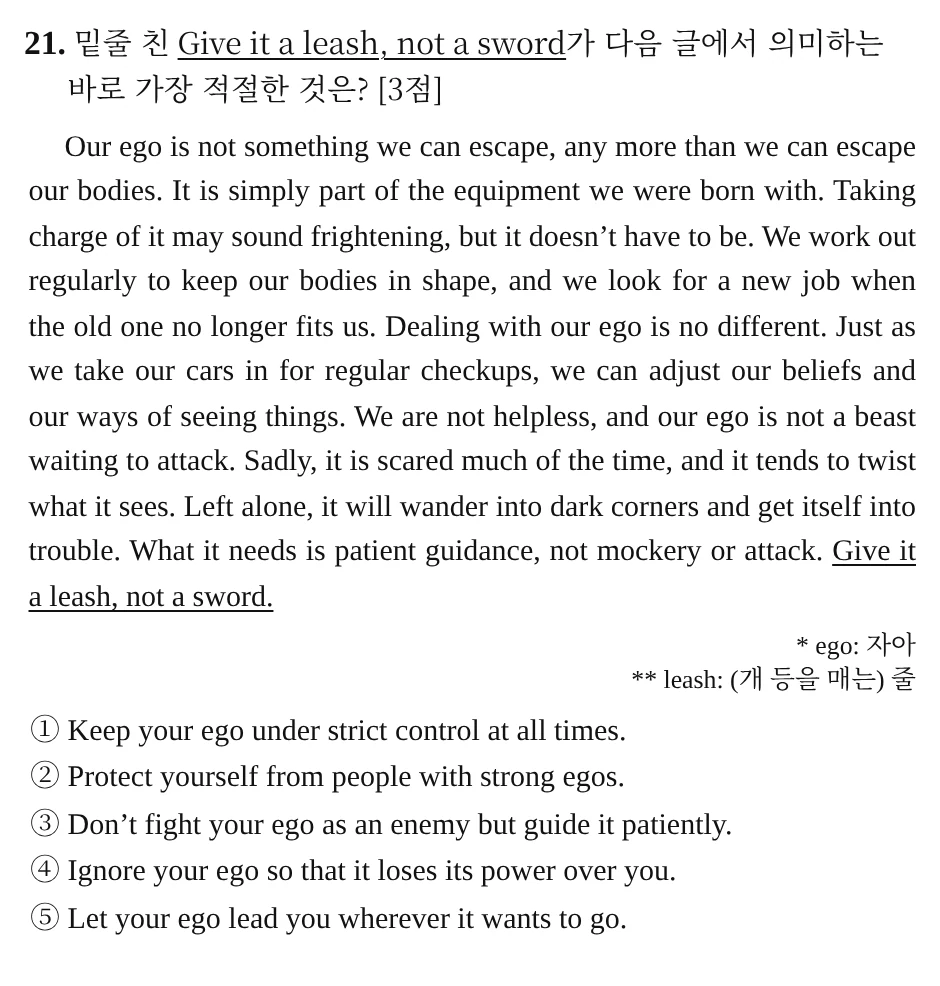 21. 밑줄 친 Give it a leash, not a sword가 다음 글에서 의미하는
바로 가장 적절한 것은? [3점]
Our ego is not something we can escape, any more than we can escape
our bodies. It is simply part of the equipment we were born with. Taking
charge of it may sound frightening, but it doesn’t have to be. We work out
regularly to keep our bodies in shape, and we look for a new job when
the old one no longer fits us. Dealing with our ego is no different. Just as
we take our cars in for regular checkups, we can adjust our beliefs and
our ways of seeing things. We are not helpless, and our ego is not a beast
waiting to attack. Sadly, it is scared much of the time, and it tends to twist
what it sees. Left alone, it will wander into dark corners and get itself into
trouble. What it needs is patient guidance, not mockery or attack. Give it
a leash, not a sword.
* ego: 자아
** leash: (개 등을 매는) 줄
① Keep your ego under strict control at all times.
② Protect yourself from people with strong egos.
③ Don’t fight your ego as an enemy but guide it patiently.
④ Ignore your ego so that it loses its power over you.
⑤ Let your ego lead you wherever it wants to go.